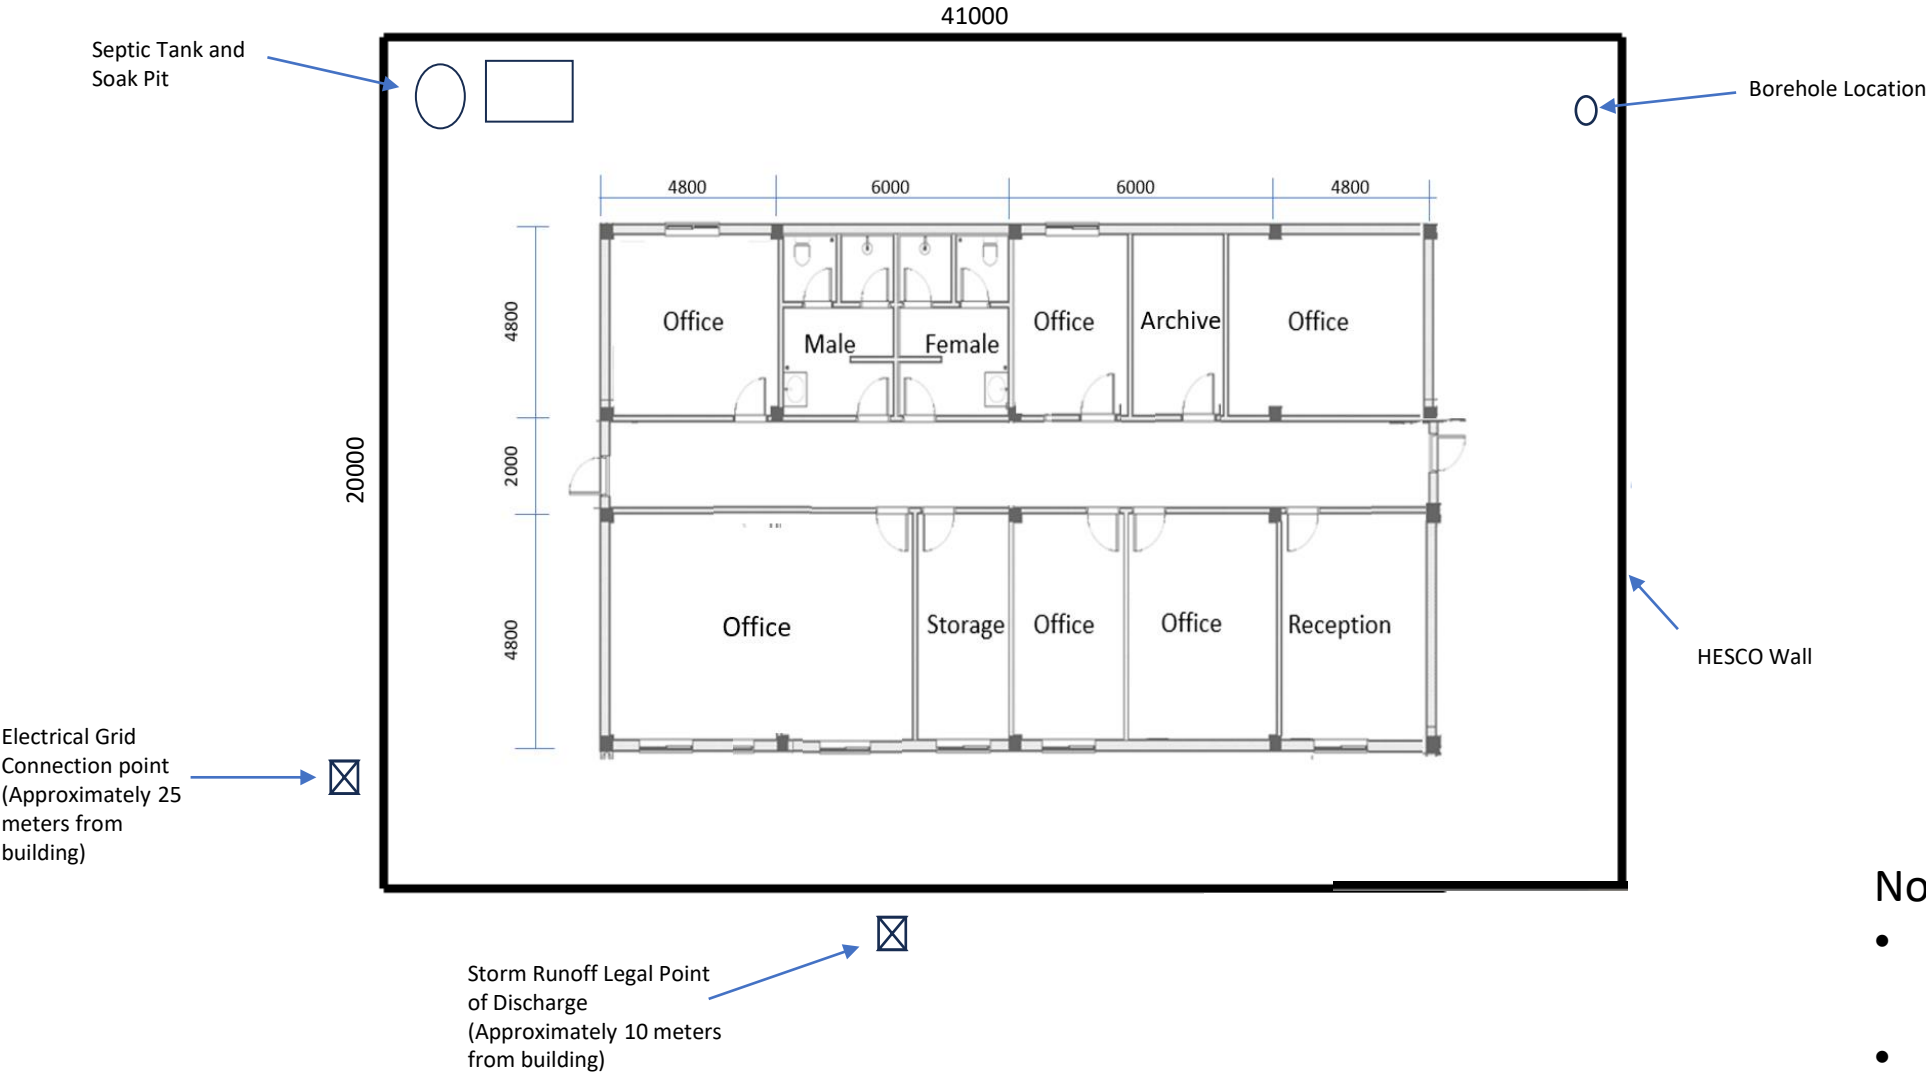 41000
Septic Tank and
Soak Pit
Borehole Location
4800 6000 6000 4800
4800
Office
Male
Female
Office
Archive
Office
2000
20000
4800
Office
Storage
Office
Office
Reception
HESCO Wall
Electrical Grid
Connection point
(Approximately 25
meters from
building)
Storm Runoff Legal Point
of Discharge
(Approximately 10 meters
from building)
No
•
•